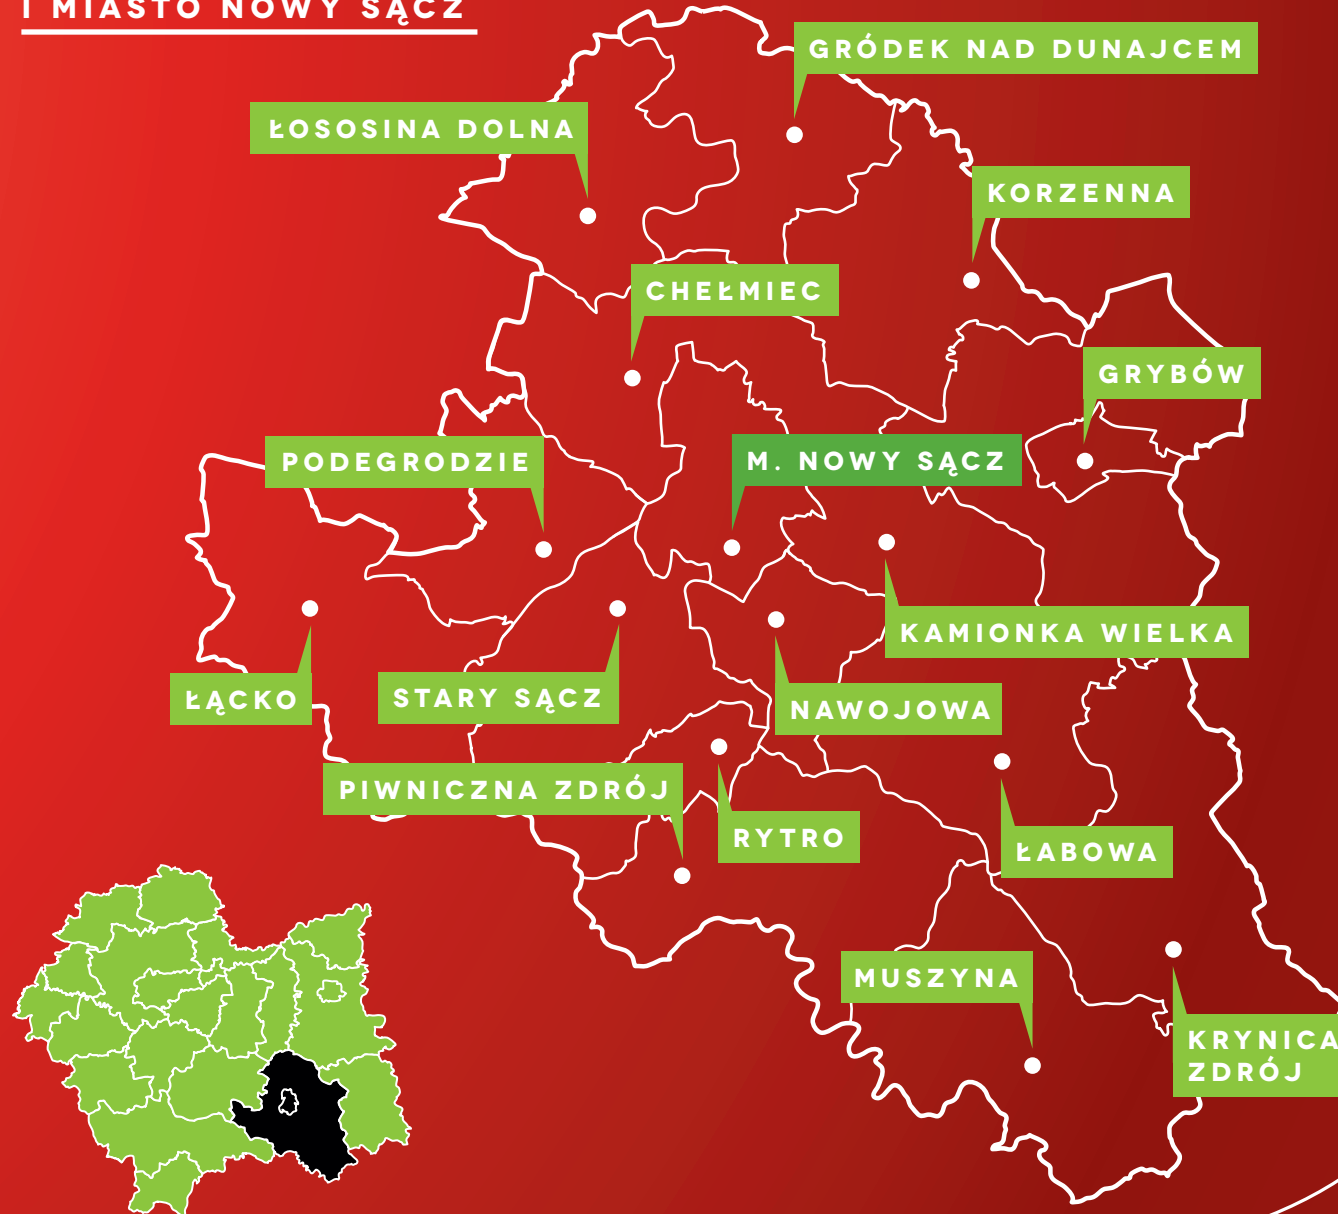 I MIASTO NOWY SĄCZ
GRÓDEK NAD DUNAJCEM
ŁOSOSINA DOLNA
KORZENNA
CHEŁMIEC
GRYBÓW
PODEGRODZIE
M. NOWY SĄCZ
KAMIONKA WIELKA
ŁĄCKO
STARY SĄCZ
NAWOJOWA
PIWNICZNA ZDRÓJ
RYTRO
ŁABOWA
MUSZYNA
KRYNICA
ZDRÓJ